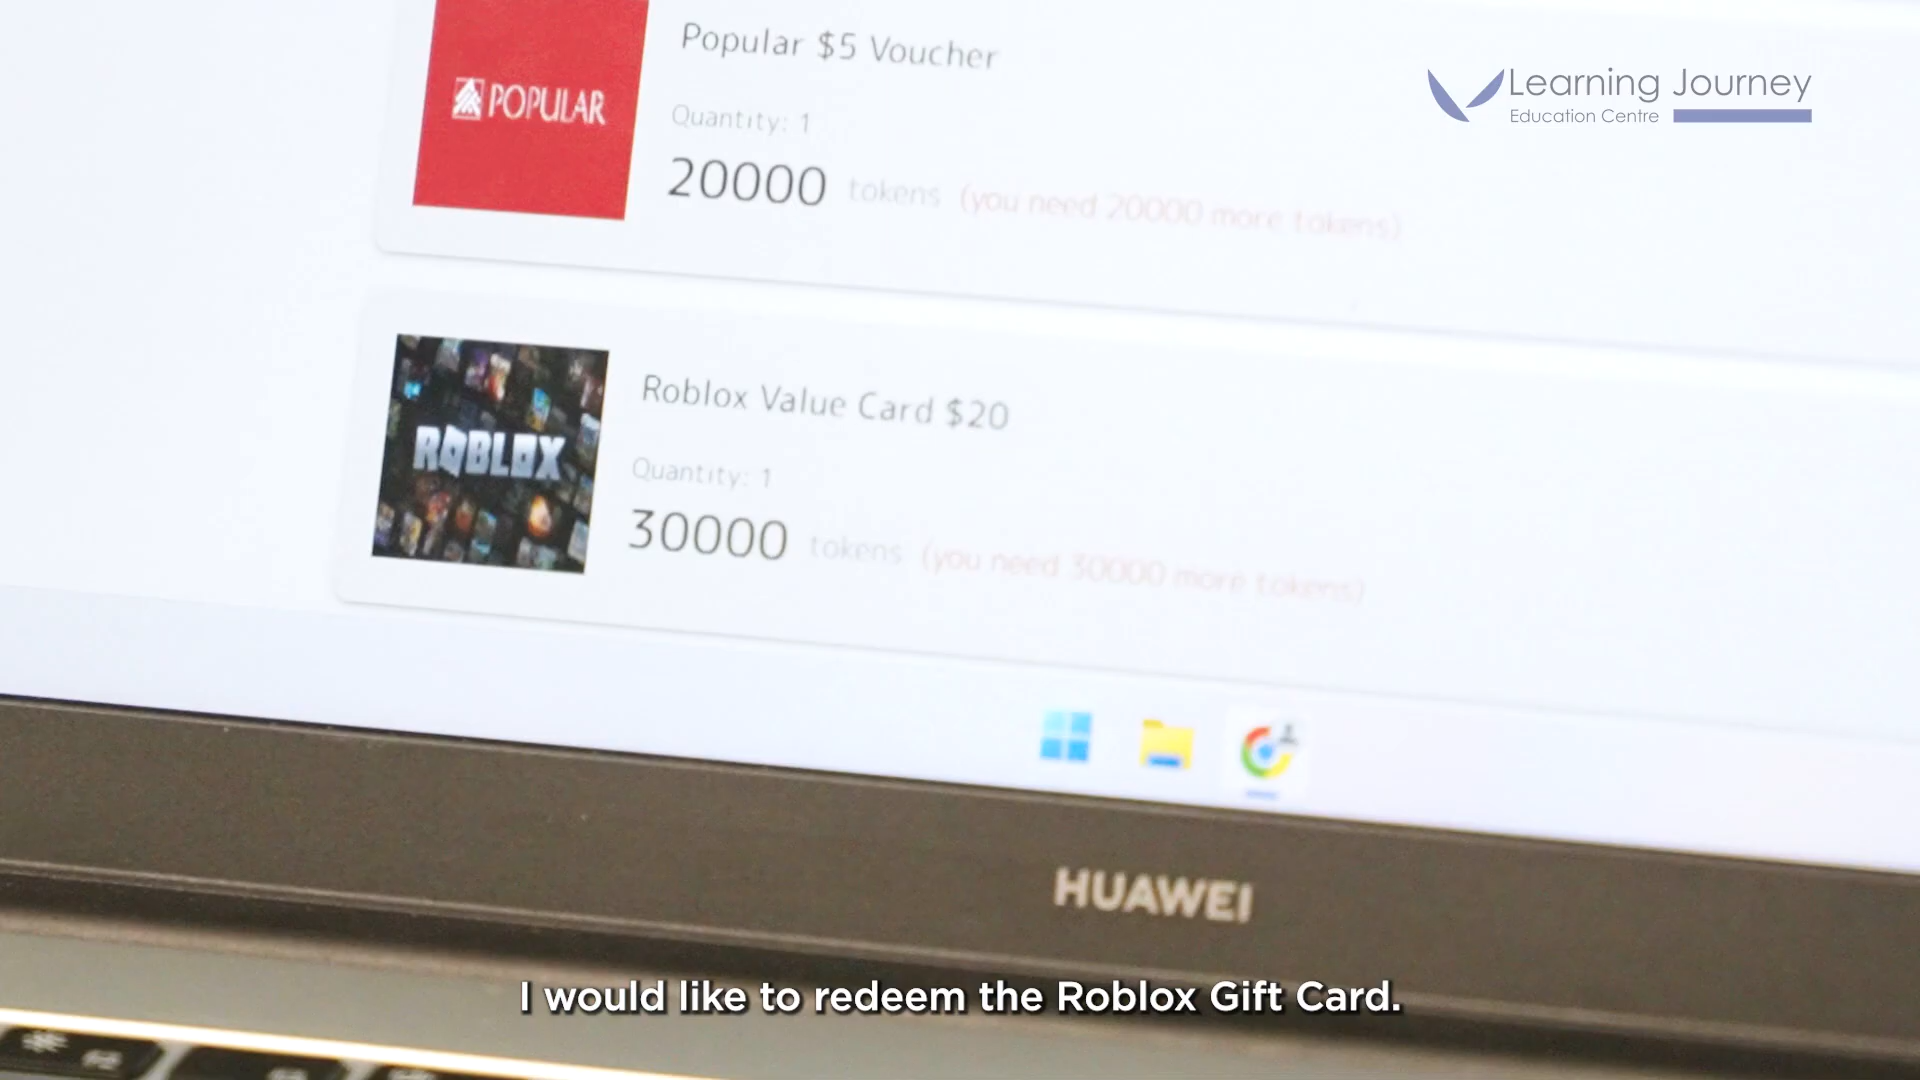 Popular $5 Voucher
POPULAR
Quantity: 1
20000 tokens (you need 20000 more tokens)
Learning Journey
Education Centre
Roblox Value Card $20
ROBLOX
Quantity: 1
30000 tokens (you need 30000 more tokens)
HUAWEI
I would like to redeem the Roblox Gift Card.